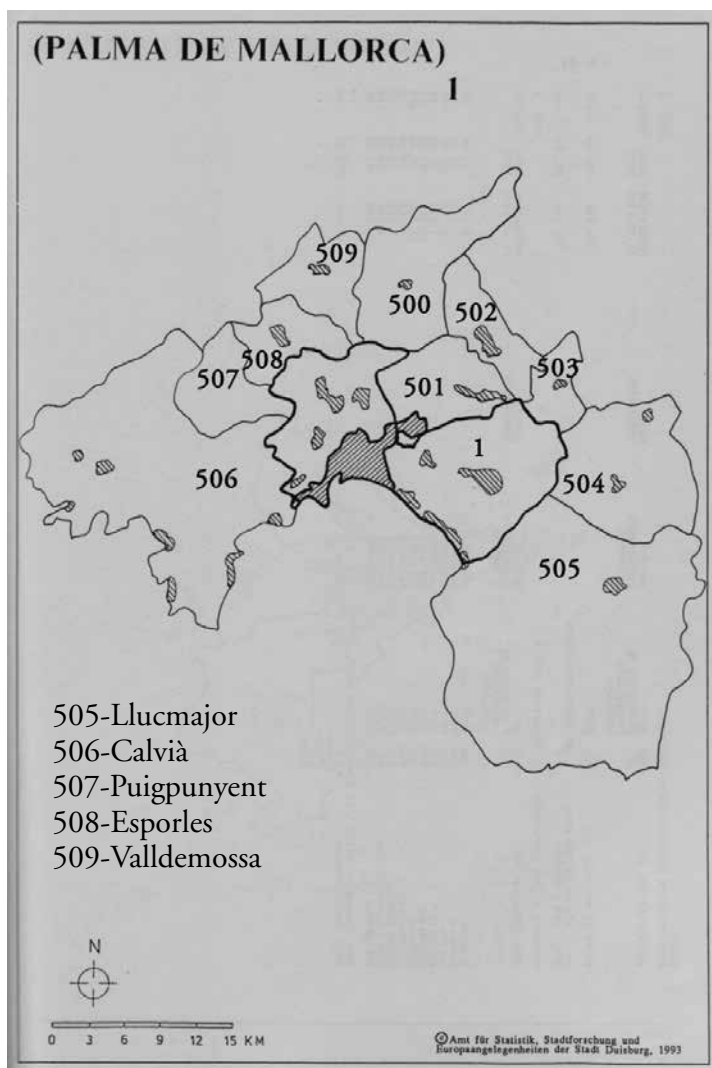 (PALMA DE MALLORCA)
1
509
500
502
508
503
507
501
1
506
504
505
505-Llucmajor
506-Calvià
507-Puigpunyent
508-Esporles
509-Valldemossa
N
0 3 6 9 12 15 KM
©Amt für Statistik, Stadtforschung und
Europaangelegenheiten der Stadt Duisburg, 1993